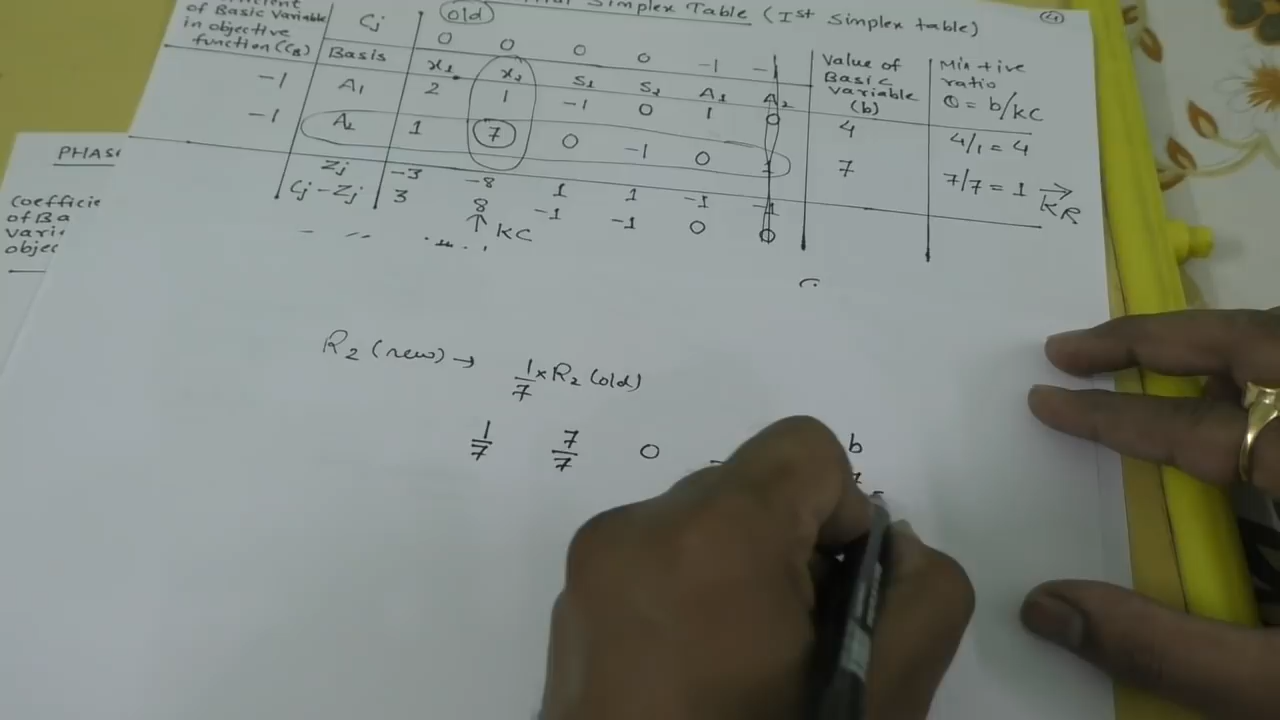 Simplex Table (Ist Simplex table)
of Basic Variable
in objective
function (CB)
Cj
old
0 0 0 0 -1 -1
Basis x1 x2 S1 S2 A1 A2
Value of
Basic
variable
(b)
Min +ive
ratio
θ = b/KC
-1 A1 2 1 -1 0 1 0 4 4/1 = 4
-1 A2 1 7 0 -1 0 1 7 7/7 = 1 → KR
Zj -3 -8 1 1 -1 -1
Cj - Zj 3 8 -1 -1 0 0
↑ KC
PHAS
Coefficie
of Ba
vari
objec
R2 (new) → 1/7 × R2 (old)
1/7 7/7 0 b